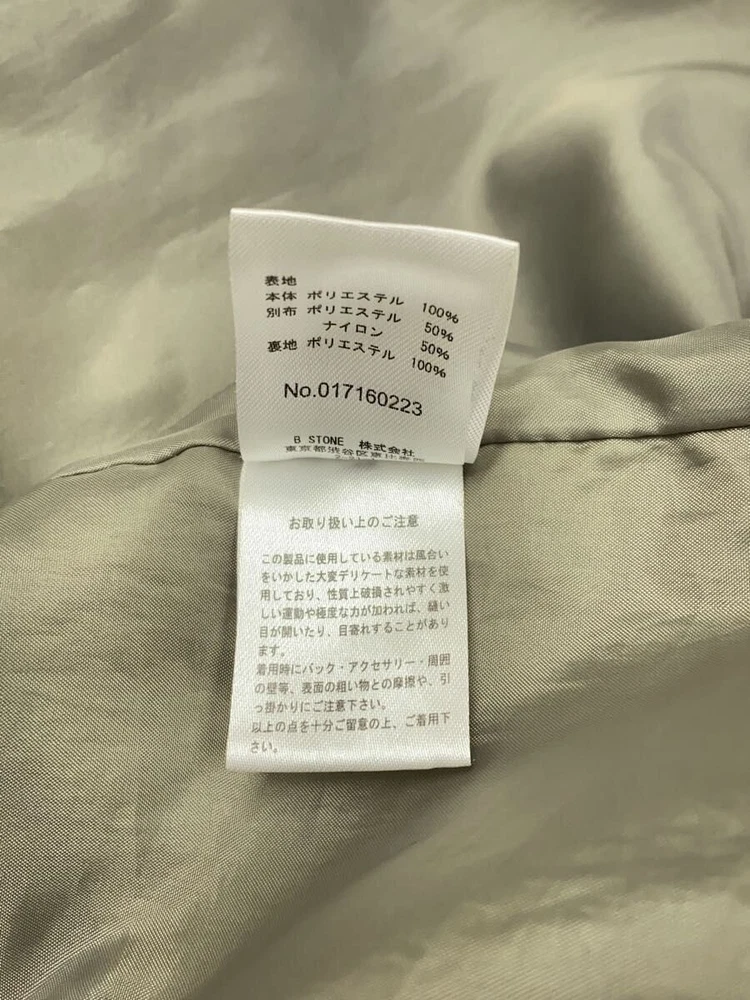 表地
本体 ポリエステル 100%
別布 ポリエステル 50%
ナイロン 50%
裏地 ポリエステル 100%
No.017160223
B STONE 株式会社
東京都渋谷区恵比寿
お取り扱い上のご注意
この製品に使用している素材は風合い
をいかした大変デリケートな素材を使
用しており、性質上破損されやすく激
しい運動や極度な力が加われば、縫い
目が開いたり、目寄れすることがあり
ます。
着用時にバック・アクセサリー・周囲
の壁等、表面の粗い物との摩擦や、引
っ掛かりにご注意下さい。
以上の点を十分ご留意の上、ご着用下
さい。